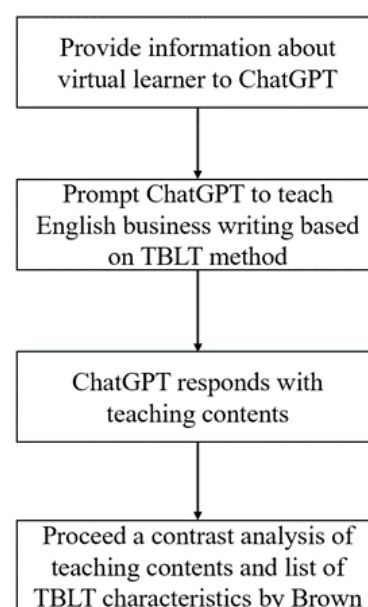 Provide information about
virtual learner to ChatGPT
Prompt ChatGPT to teach
English business writing based
on TBLT method
ChatGPT responds with
teaching contents
Proceed a contrast analysis of
teaching contents and list of
TBLT characteristics by Brown